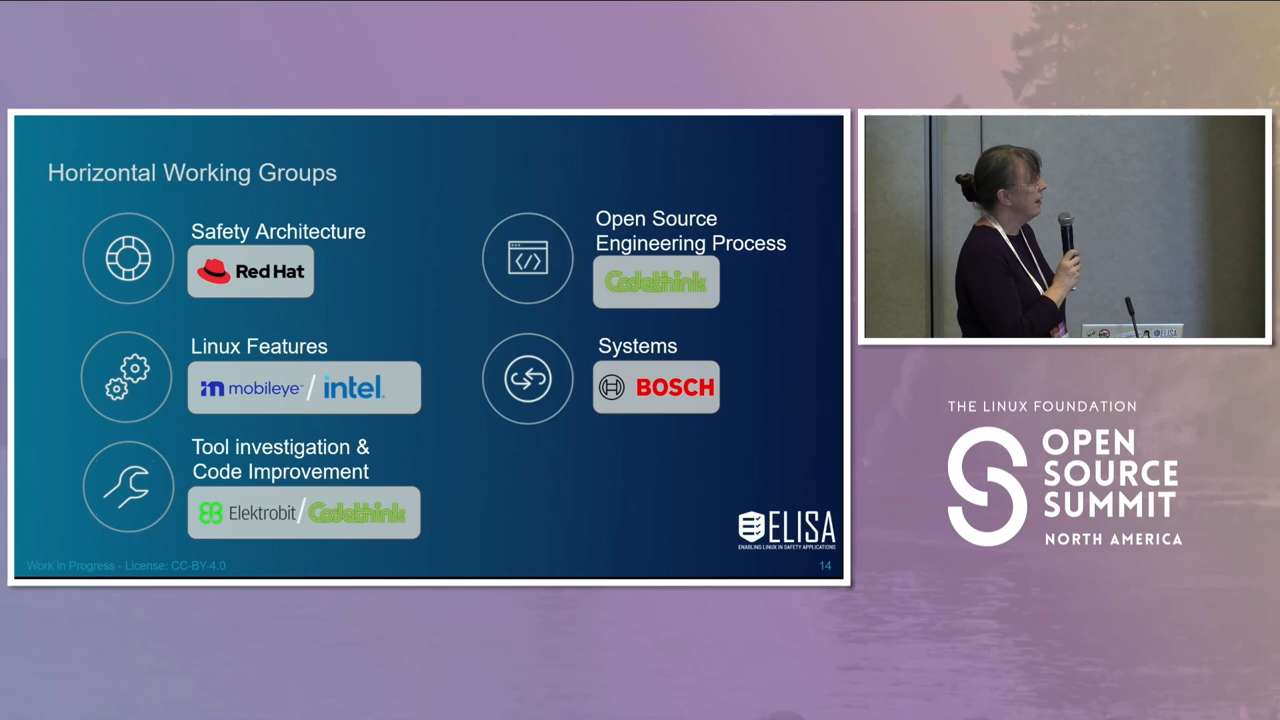 Horizontal Working Groups
Safety Architecture
Red Hat
Linux Features
mobileye™ / intel.
Tool investigation &
Code Improvement
Elektrobit / Codethink
Open Source
Engineering Process
Codethink
Systems
BOSCH
ELISA
ENABLING LINUX IN SAFETY APPLICATIONS
Work in Progress - License: CC-BY-4.0
14
ELISA
THE LINUX FOUNDATION
OPEN
SOURCE
SUMMIT
NORTH AMERICA